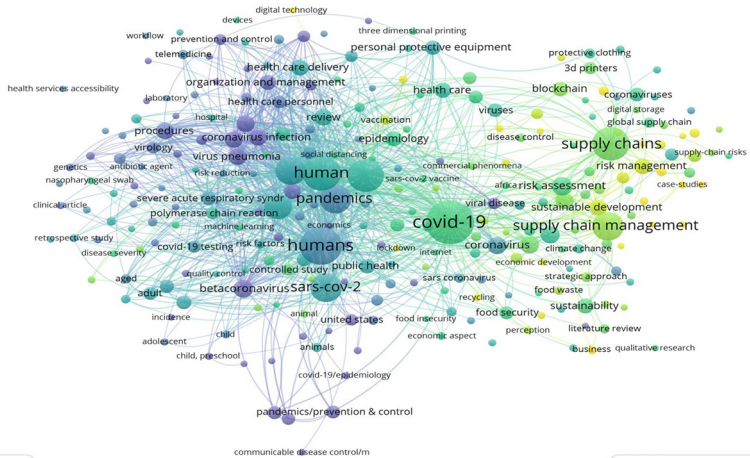 digital technology
devices
three dimensional printing
workflow
prevention and control
personal protective equipment
telemedicine
protective clothing
health care delivery
3d printers
organization and management
health services accessibility
health care
blockchain
coronaviruses
laboratory
health care personnel
viruses
digital storage
hospital
review
vaccination
global supply chain
procedures
coronavirus infection
epidemiology
disease control
supply chains
virology
virus pneumonia
social distancing
supply-chain risks
genetics
antibiotic agent
commercial phenomena
risk management
risk reduction
human
nasopharyngeal swab
sars-cov-2 vaccine
africa
risk assessment
case-studies
severe acute respiratory syndr
pandemics
clinical article
viral disease
sustainable development
polymerase chain reaction
machine learning
economics
covid-19
supply chain management
retrospective study
covid-19 testing
risk factors
humans
lockdown
coronavirus
climate change
disease severity
internet
economic development
quality control
controlled study
public health
aged
sars coronavirus
strategic approach
adult
betacoronavirus
sars-cov-2
recycling
food waste
incidence
animal
united states
food insecurity
food security
sustainability
child
economic aspect
perception
literature review
adolescent
animals
business
qualitative research
child, preschool
covid-19/epidemiology
pandemics/prevention & control
communicable disease control/m